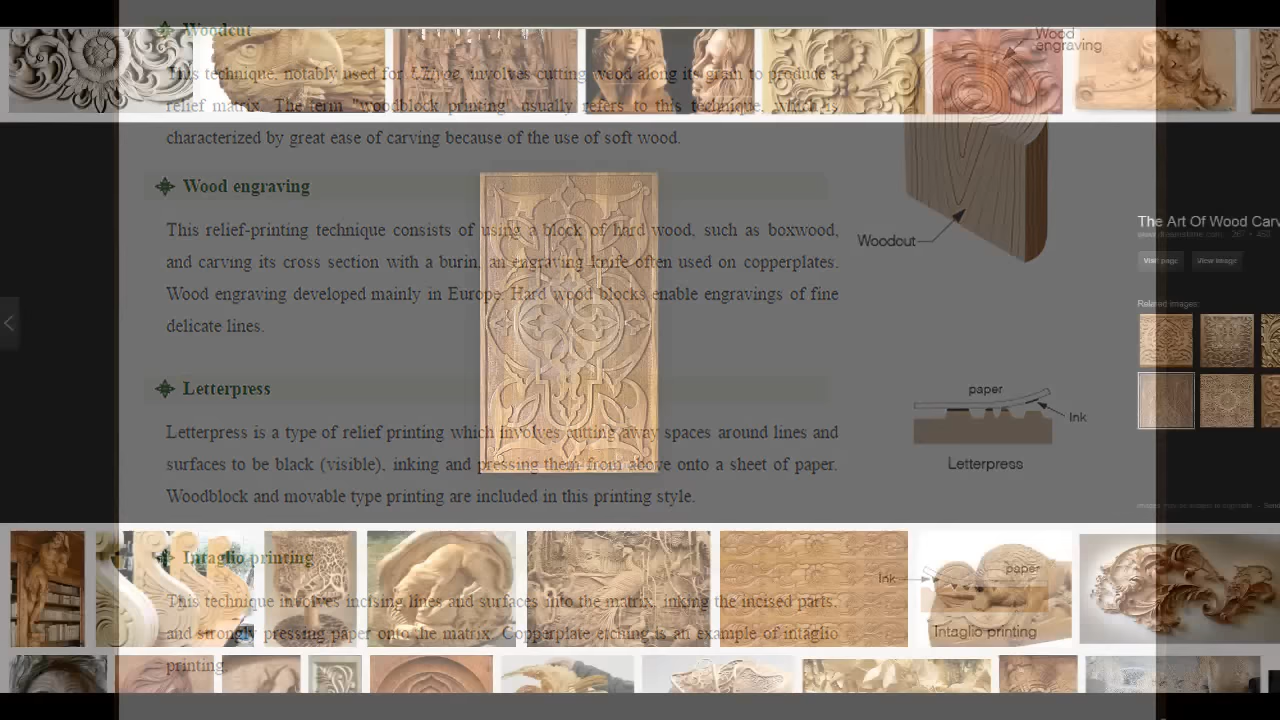 Woodcut
This technique, notably used for Ukiyo-e, involves cutting wood along its grain to produce a
relief matrix. The term "woodblock printing" usually refers to this technique, which is
characterized by great ease of carving because of the use of soft wood.
Wood
engraving
Woodcut
Wood engraving
This relief-printing technique consists of using a block of hard wood, such as boxwood,
and carving its cross section with a burin, an engraving knife often used on copperplates.
Wood engraving developed mainly in Europe. Hard wood blocks enable engravings of fine
delicate lines.
The Art Of Wood Carv
Visit page
View image
Related images:
Letterpress
Letterpress is a type of relief printing which involves cutting away spaces around lines and
surfaces to be black (visible), inking and pressing them from above onto a sheet of paper.
Woodblock and movable type printing are included in this printing style.
paper
Ink
Letterpress
Intaglio printing
This technique involves incising lines and surfaces into the matrix, inking the incised parts,
and strongly pressing paper onto the matrix. Copperplate etching is an example of intaglio
printing.
Ink
paper
Intaglio printing